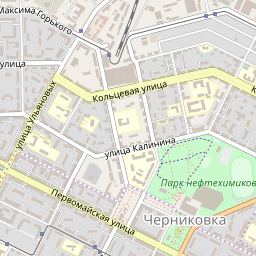 Максима Горького
улица
Кольцевая улица
улица Ульяновых
улица Калинина
Парк нефтехимиков
Первомайская улица
Черниковка